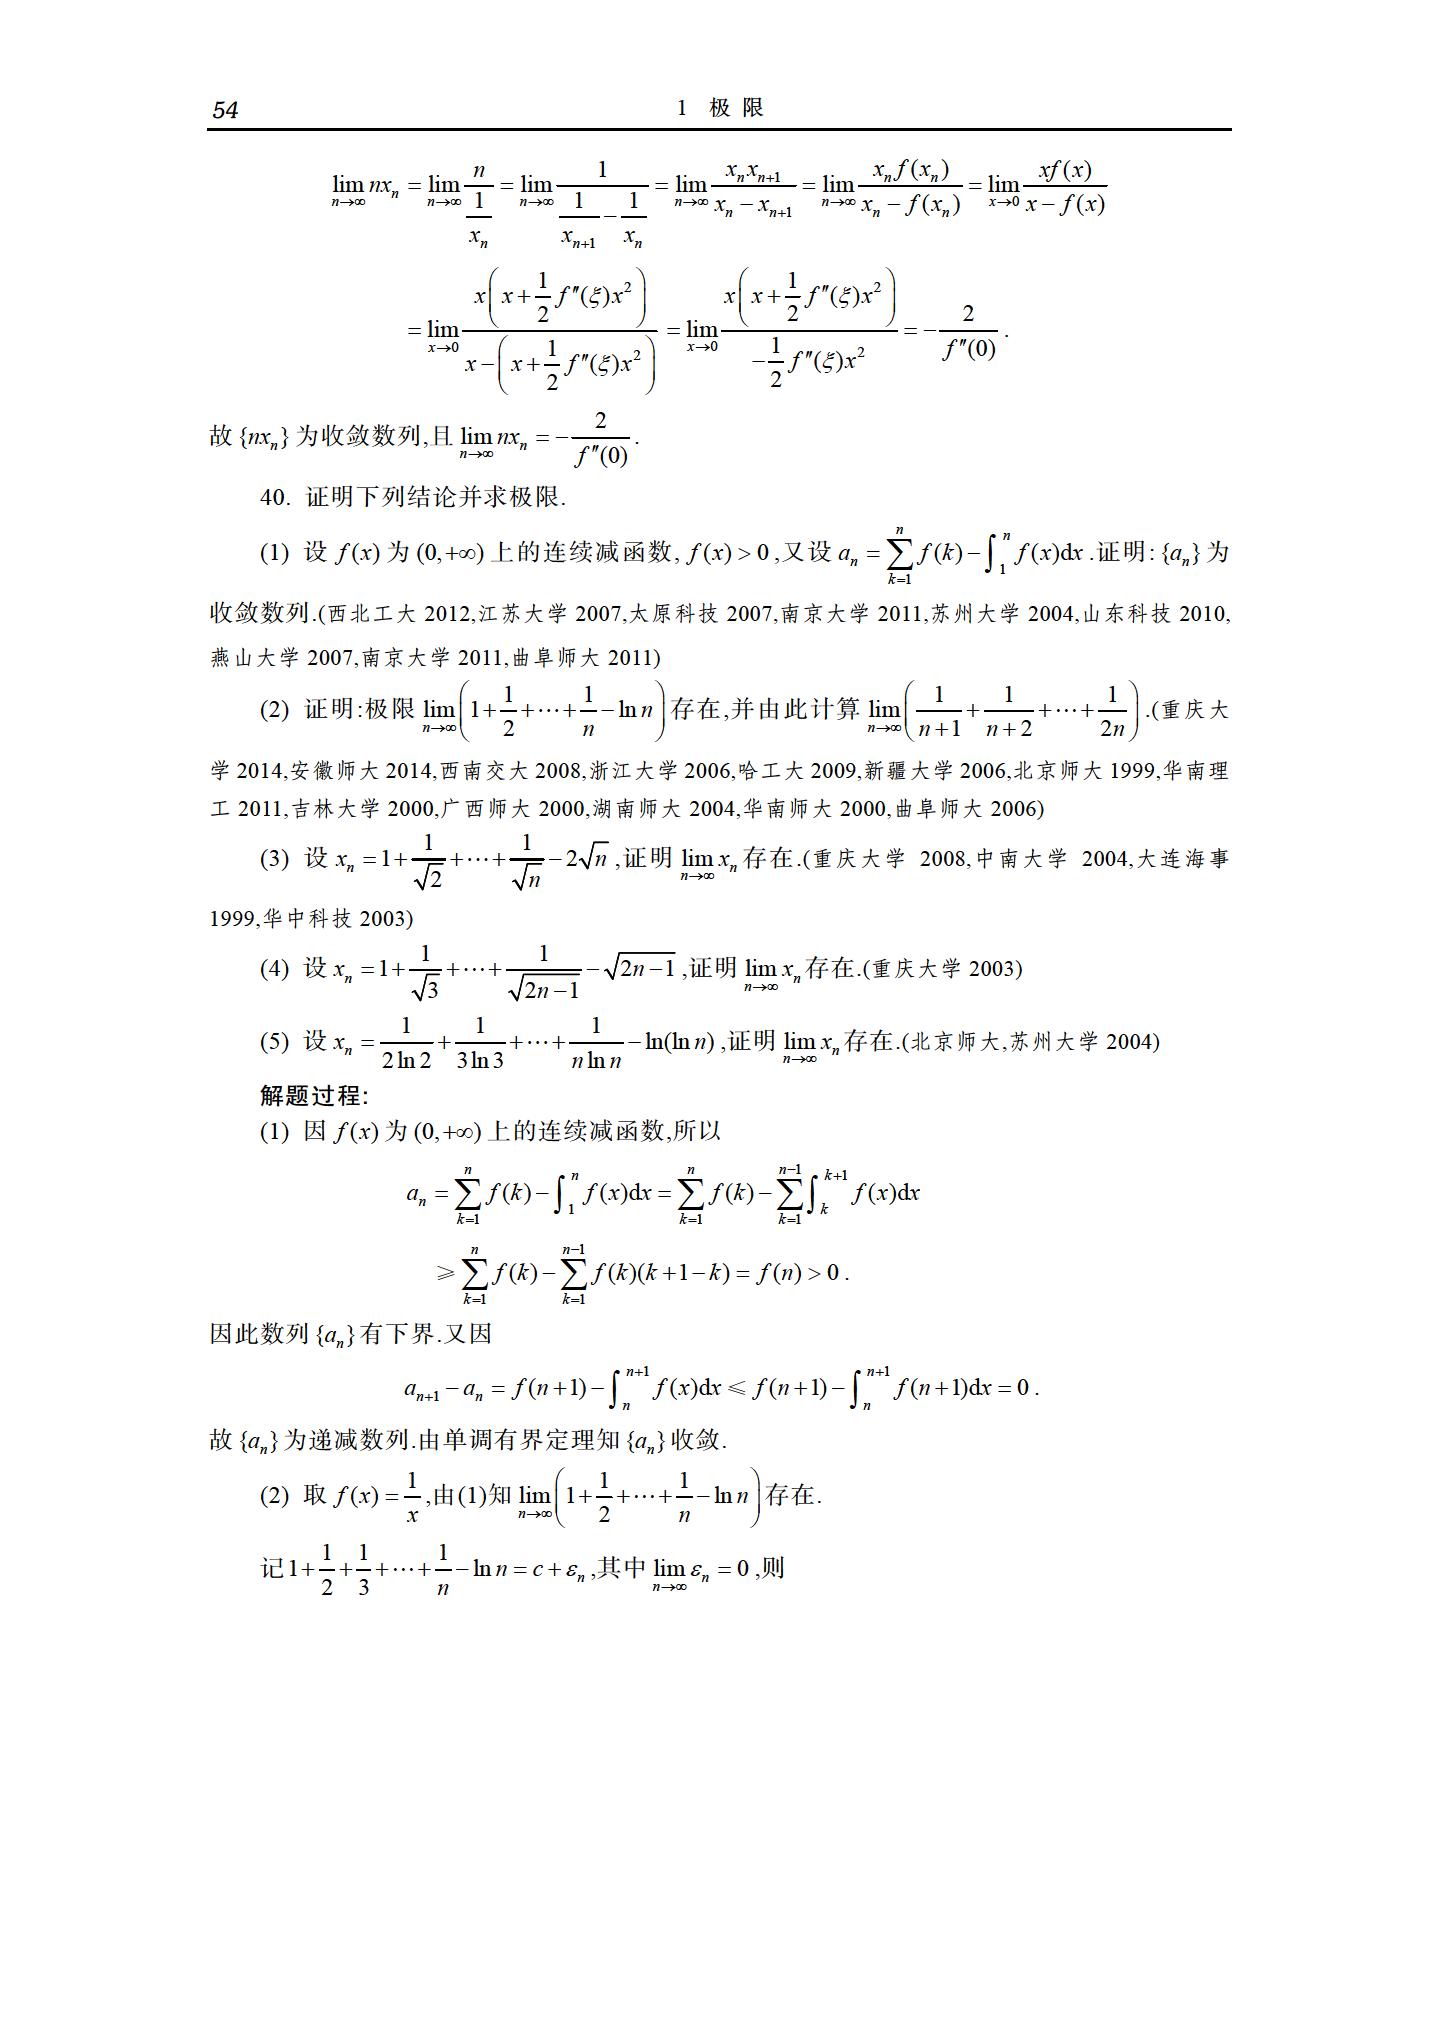 54 1 极 限
$\lim_{n\to\infty} nx_n = \lim_{n\to\infty} \frac{n}{\frac{1}{x_n}} = \lim_{n\to\infty} \frac{1}{\frac{1}{x_{n+1}} - \frac{1}{x_n}} = \lim_{n\to\infty} \frac{x_n x_{n+1}}{x_n - x_{n+1}} = \lim_{n\to\infty} \frac{x_n f(x_n)}{x_n - f(x_n)} = \lim_{x\to 0} \frac{xf(x)}{x - f(x)}$
$= \lim_{x\to 0} \frac{x\left(x + \frac{1}{2} f''(\xi)x^2\right)}{x - \left(x + \frac{1}{2} f''(\xi)x^2\right)} = \lim_{x\to 0} \frac{x\left(x + \frac{1}{2} f''(\xi)x^2\right)}{-\frac{1}{2} f''(\xi)x^2} = -\frac{2}{f''(0)}.$
故 $\{nx_n\}$ 为收敛数列,且 $\lim_{n\to\infty} nx_n = -\frac{2}{f''(0)}.$
40. 证明下列结论并求极限.
(1) 设 $f(x)$ 为 $(0,+\infty)$ 上的连续减函数, $f(x) > 0$ ,又设 $a_n = \sum_{k=1}^{n} f(k) - \int_1^n f(x)\mathrm{d}x$ .证明: $\{a_n\}$ 为
收敛数列.(西北工大 2012,江苏大学 2007,太原科技 2007,南京大学 2011,苏州大学 2004,山东科技 2010,
燕山大学 2007,南京大学 2011,曲阜师大 2011)
(2) 证明:极限 $\lim_{n\to\infty}\left(1 + \frac{1}{2} + \cdots + \frac{1}{n} - \ln n\right)$ 存在,并由此计算 $\lim_{n\to\infty}\left(\frac{1}{n+1} + \frac{1}{n+2} + \cdots + \frac{1}{2n}\right)$ .(重庆大
学 2014,安徽师大 2014,西南交大 2008,浙江大学 2006,哈工大 2009,新疆大学 2006,北京师大 1999,华南理
工 2011,吉林大学 2000,广西师大 2000,湖南师大 2004,华南师大 2000,曲阜师大 2006)
(3) 设 $x_n = 1 + \frac{1}{\sqrt{2}} + \cdots + \frac{1}{\sqrt{n}} - 2\sqrt{n}$ ,证明 $\lim_{n\to\infty} x_n$ 存在.(重庆大学 2008,中南大学 2004,大连海事
1999,华中科技 2003)
(4) 设 $x_n = 1 + \frac{1}{\sqrt{3}} + \cdots + \frac{1}{\sqrt{2n-1}} - \sqrt{2n-1}$ ,证明 $\lim_{n\to\infty} x_n$ 存在.(重庆大学 2003)
(5) 设 $x_n = \frac{1}{2\ln 2} + \frac{1}{3\ln 3} + \cdots + \frac{1}{n\ln n} - \ln(\ln n)$ ,证明 $\lim_{n\to\infty} x_n$ 存在.(北京师大,苏州大学 2004)
解题过程:
(1) 因 $f(x)$ 为 $(0,+\infty)$ 上的连续减函数,所以
$a_n = \sum_{k=1}^{n} f(k) - \int_1^n f(x)\mathrm{d}x = \sum_{k=1}^{n} f(k) - \sum_{k=1}^{n-1} \int_k^{k+1} f(x)\mathrm{d}x$
$\geqslant \sum_{k=1}^{n} f(k) - \sum_{k=1}^{n-1} f(k)(k+1-k) = f(n) > 0.$
因此数列 $\{a_n\}$ 有下界.又因
$a_{n+1} - a_n = f(n+1) - \int_n^{n+1} f(x)\mathrm{d}x \leqslant f(n+1) - \int_n^{n+1} f(n+1)\mathrm{d}x = 0.$
故 $\{a_n\}$ 为递减数列.由单调有界定理知 $\{a_n\}$ 收敛.
(2) 取 $f(x) = \frac{1}{x}$ ,由(1)知 $\lim_{n\to\infty}\left(1 + \frac{1}{2} + \cdots + \frac{1}{n} - \ln n\right)$ 存在.
记 $1 + \frac{1}{2} + \frac{1}{3} + \cdots + \frac{1}{n} - \ln n = c + \varepsilon_n$ ,其中 $\lim_{n\to\infty} \varepsilon_n = 0$ ,则